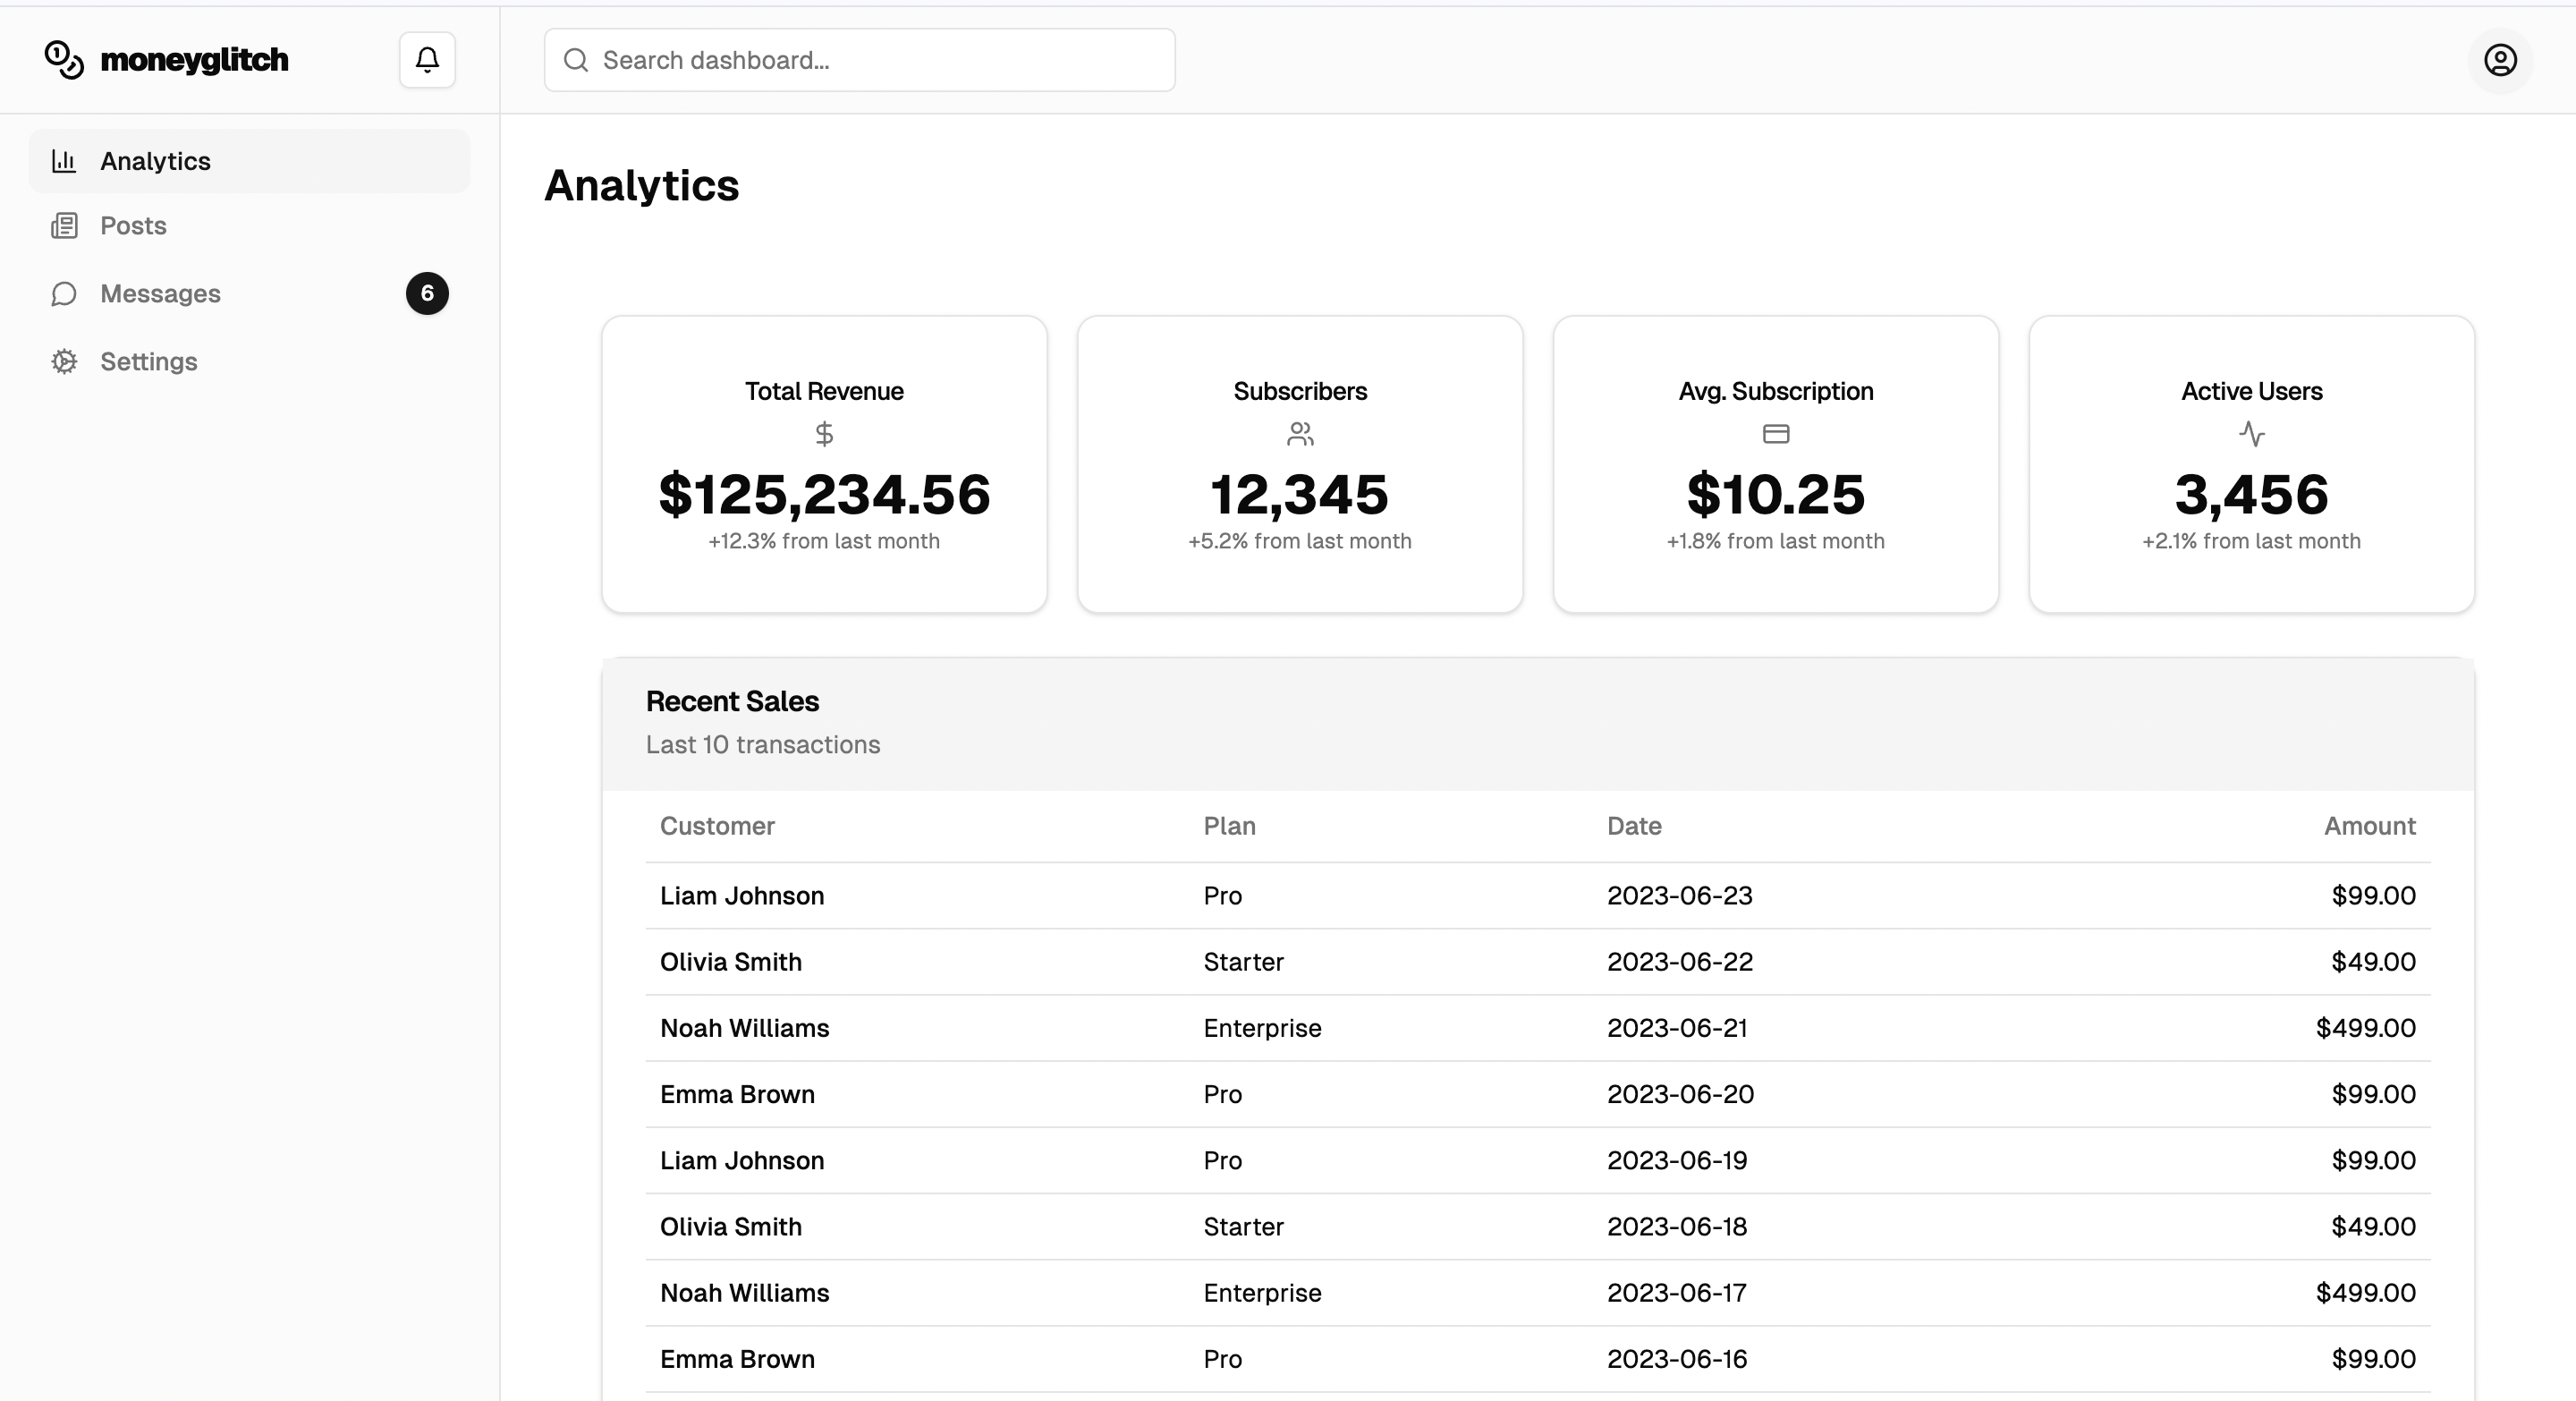 moneyglitch
Search dashboard...
Analytics
Posts
Messages
6
Settings
Analytics
Total Revenue
$125,234.56
+12.3% from last month
Subscribers
12,345
+5.2% from last month
Avg. Subscription
$10.25
+1.8% from last month
Active Users
3,456
+2.1% from last month
Recent Sales
Last 10 transactions
Customer Plan Date Amount
Liam Johnson Pro 2023-06-23 $99.00
Olivia Smith Starter 2023-06-22 $49.00
Noah Williams Enterprise 2023-06-21 $499.00
Emma Brown Pro 2023-06-20 $99.00
Liam Johnson Pro 2023-06-19 $99.00
Olivia Smith Starter 2023-06-18 $49.00
Noah Williams Enterprise 2023-06-17 $499.00
Emma Brown Pro 2023-06-16 $99.00